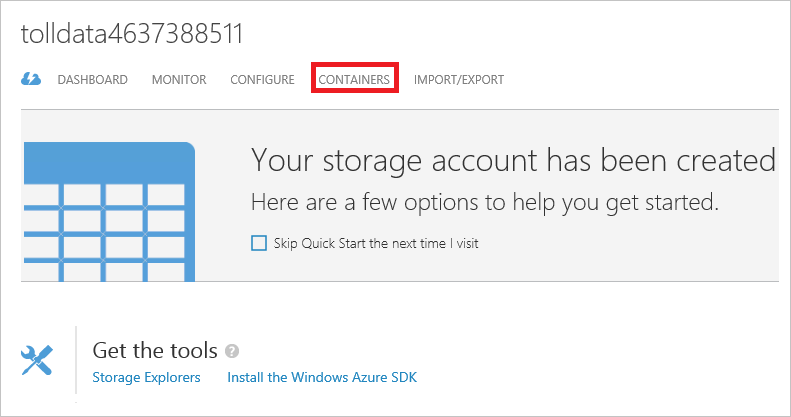 tolldata4637388511
DASHBOARD MONITOR CONFIGURE CONTAINERS IMPORT/EXPORT
Your storage account has been created
Here are a few options to help you get started.
Skip Quick Start the next time I visit
Get the tools ?
Storage Explorers Install the Windows Azure SDK